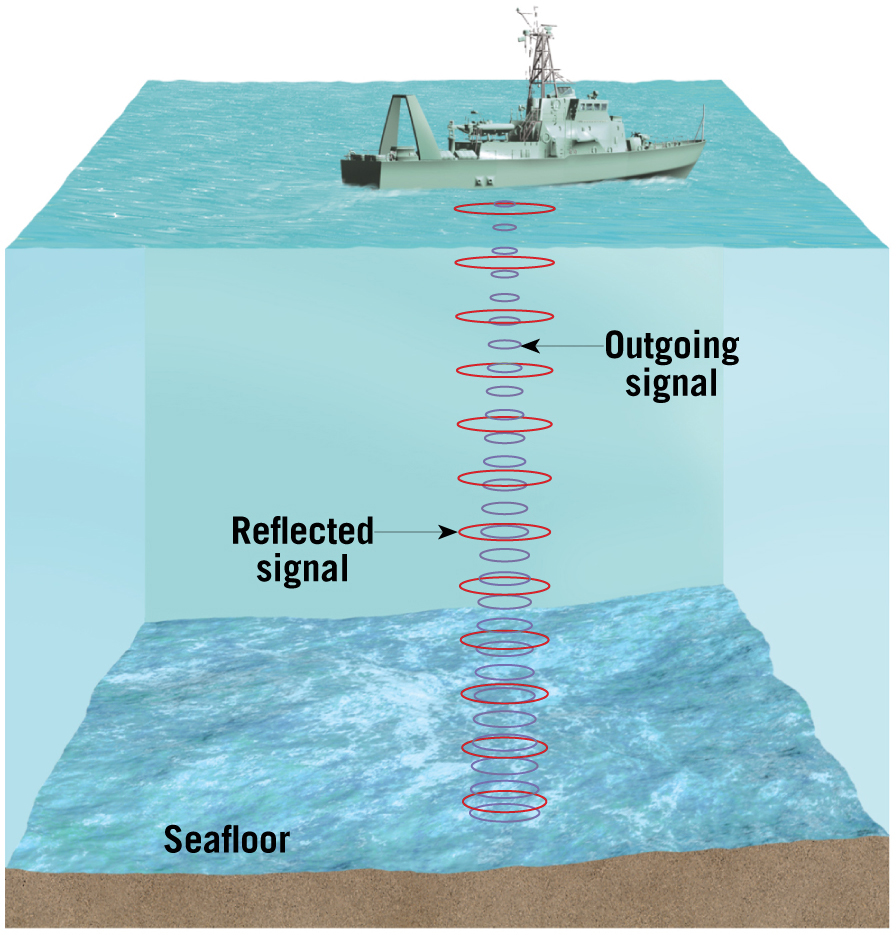 Outgoing
signal
Reflected
signal
Seafloor